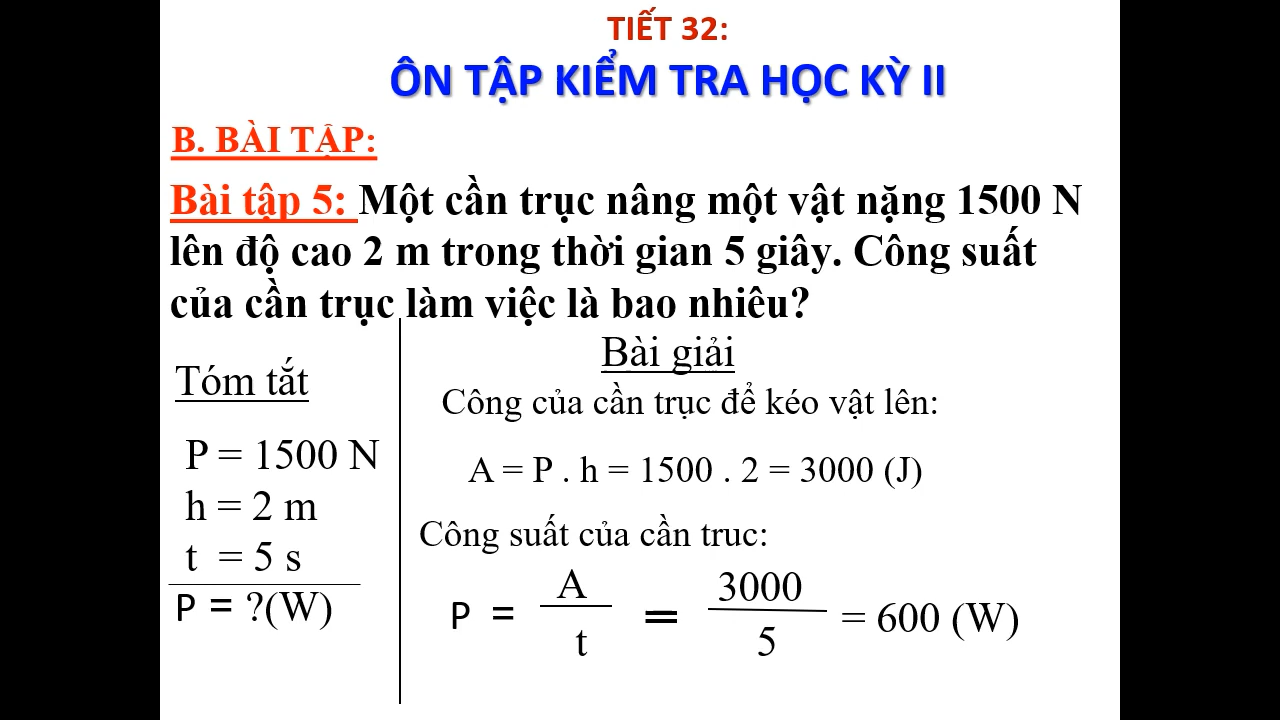 TIẾT 32:
ÔN TẬP KIỂM TRA HỌC KỲ II
B. BÀI TẬP:
Bài tập 5: Một cần trục nâng một vật nặng 1500 N
lên độ cao 2 m trong thời gian 5 giây. Công suất
của cần trục làm việc là bao nhiêu?
Tóm tắt
P = 1500 N
h = 2 m
t = 5 s
P = ?(W)
Bài giải
Công của cần trục để kéo vật lên:
A = P . h = 1500 . 2 = 3000 (J)
Công suất của cần truc:
P = A / t = 3000 / 5 = 600 (W)